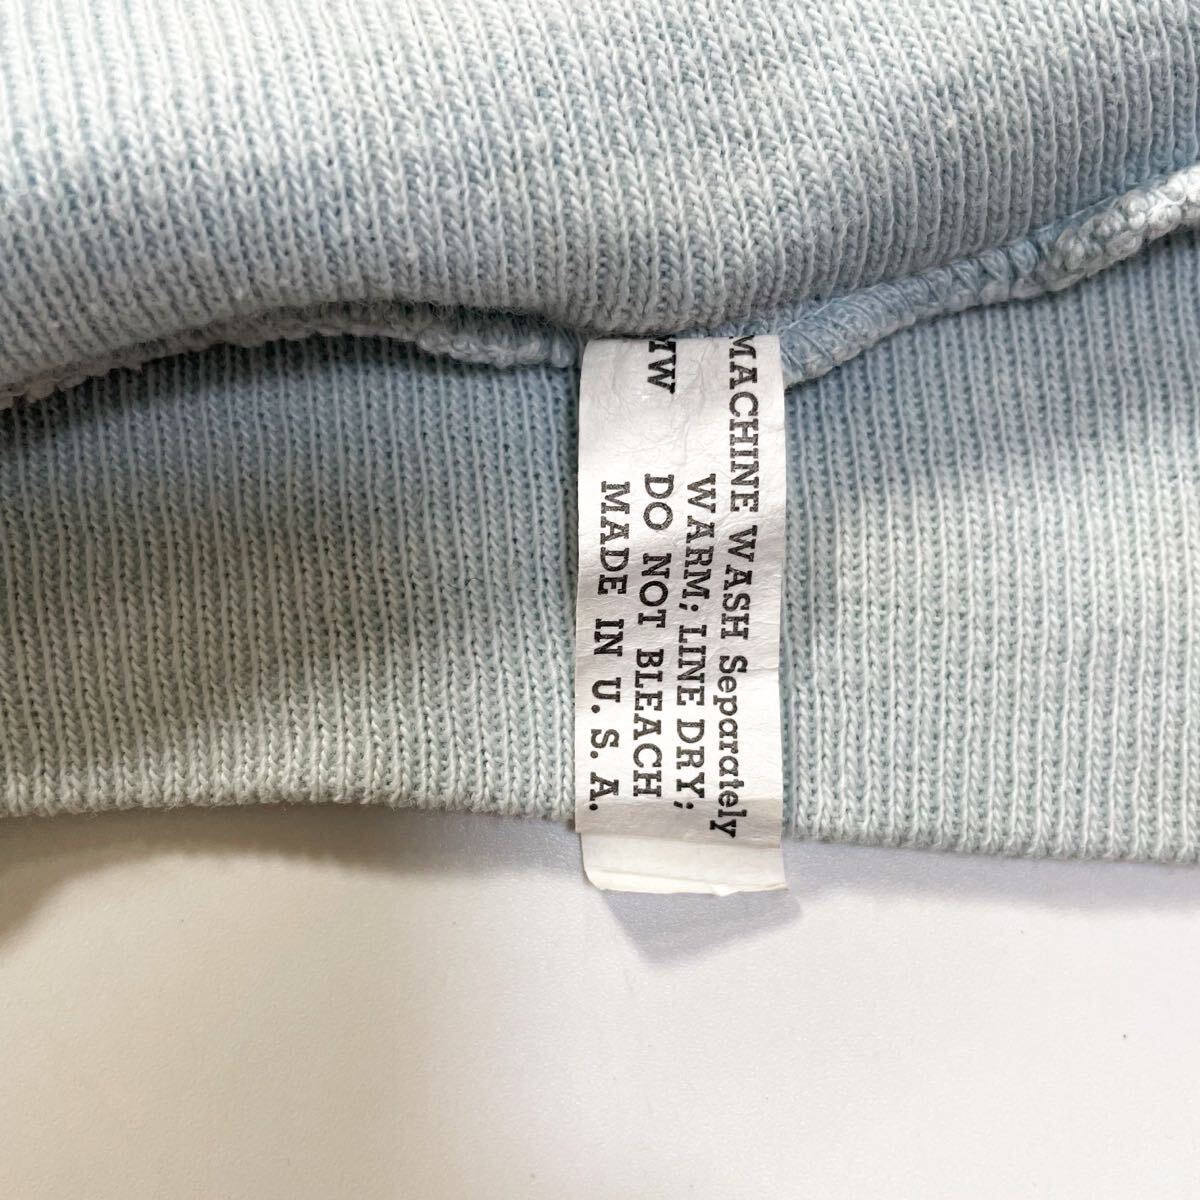 MACHINE WASH Separately
WARM; LINE DRY;
DO NOT BLEACH
MADE IN U. S. A.